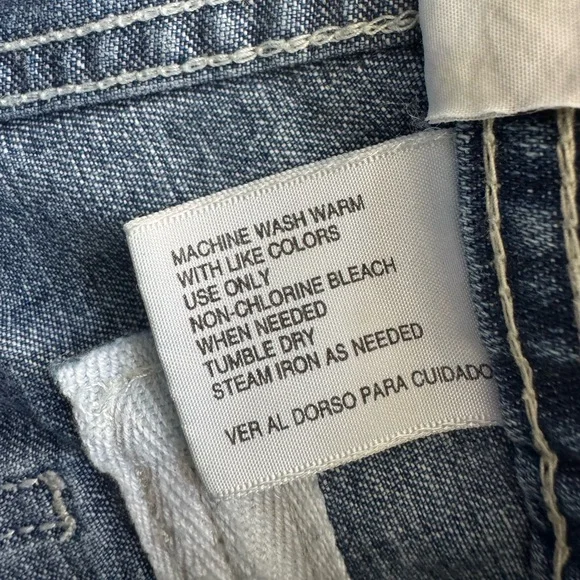 MACHINE WASH WARM
WITH LIKE COLORS
USE ONLY
NON-CHLORINE BLEACH
WHEN NEEDED
TUMBLE DRY
STEAM IRON AS NEEDED
VER AL DORSO PARA CUIDADO